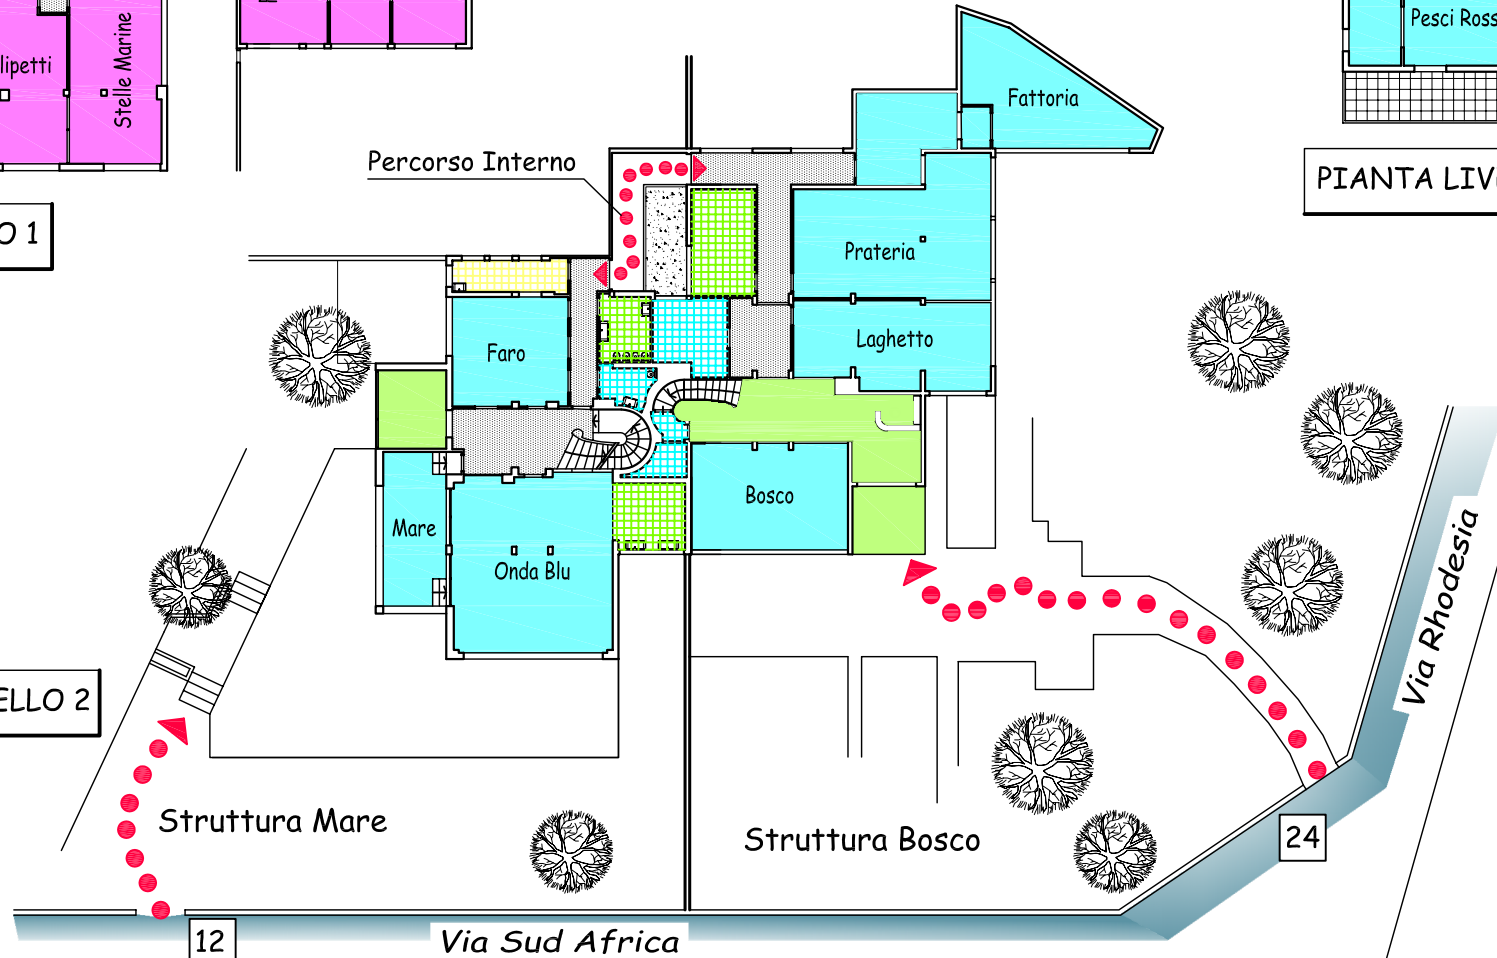 lipetti
Stelle Marine
Pesci Ross
Fattoria
Percorso Interno
PIANTA LIV
O 1
Prateria
Laghetto
Faro
Bosco
Mare
Onda Blu
Via Rhodesia
ELLO 2
Struttura Mare
Struttura Bosco
24
12
Via Sud Africa